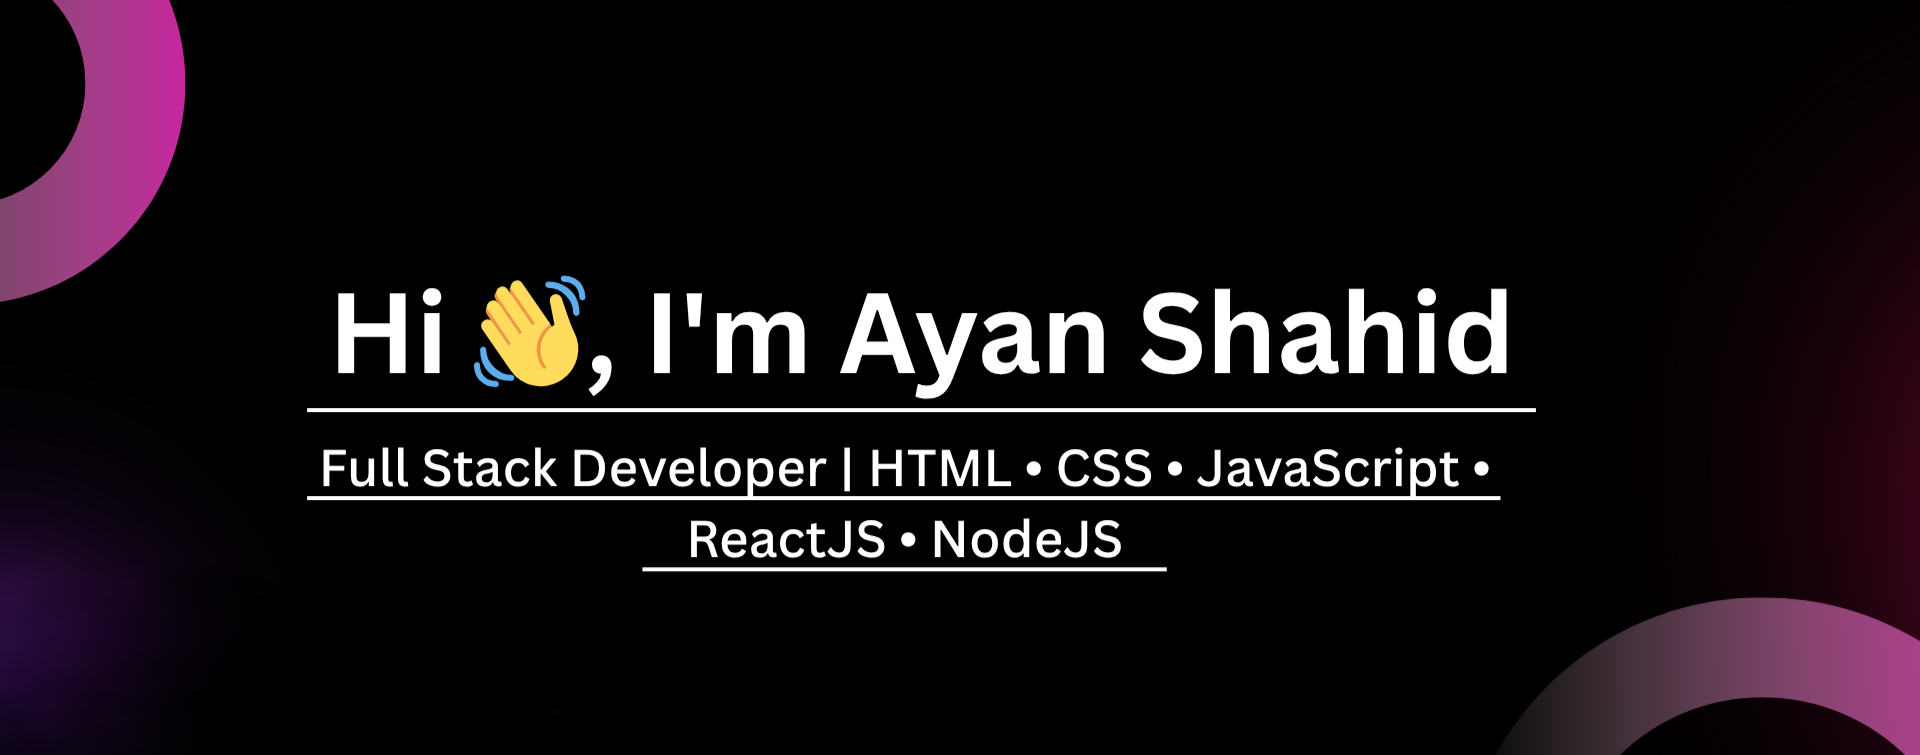 Hi 👋, I'm Ayan Shahid
Full Stack Developer | HTML • CSS • JavaScript •
ReactJS • NodeJS